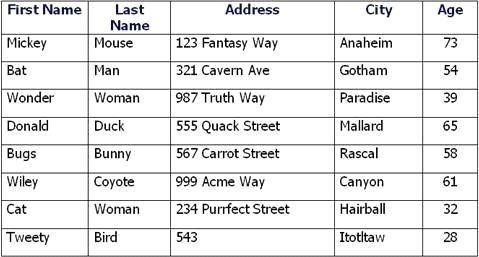 First Name Last Name Address City Age
Mickey Mouse 123 Fantasy Way Anaheim 73
Bat Man 321 Cavern Ave Gotham 54
Wonder Woman 987 Truth Way Paradise 39
Donald Duck 555 Quack Street Mallard 65
Bugs Bunny 567 Carrot Street Rascal 58
Wiley Coyote 999 Acme Way Canyon 61
Cat Woman 234 Purrfect Street Hairball 32
Tweety Bird 543 Itotltaw 28